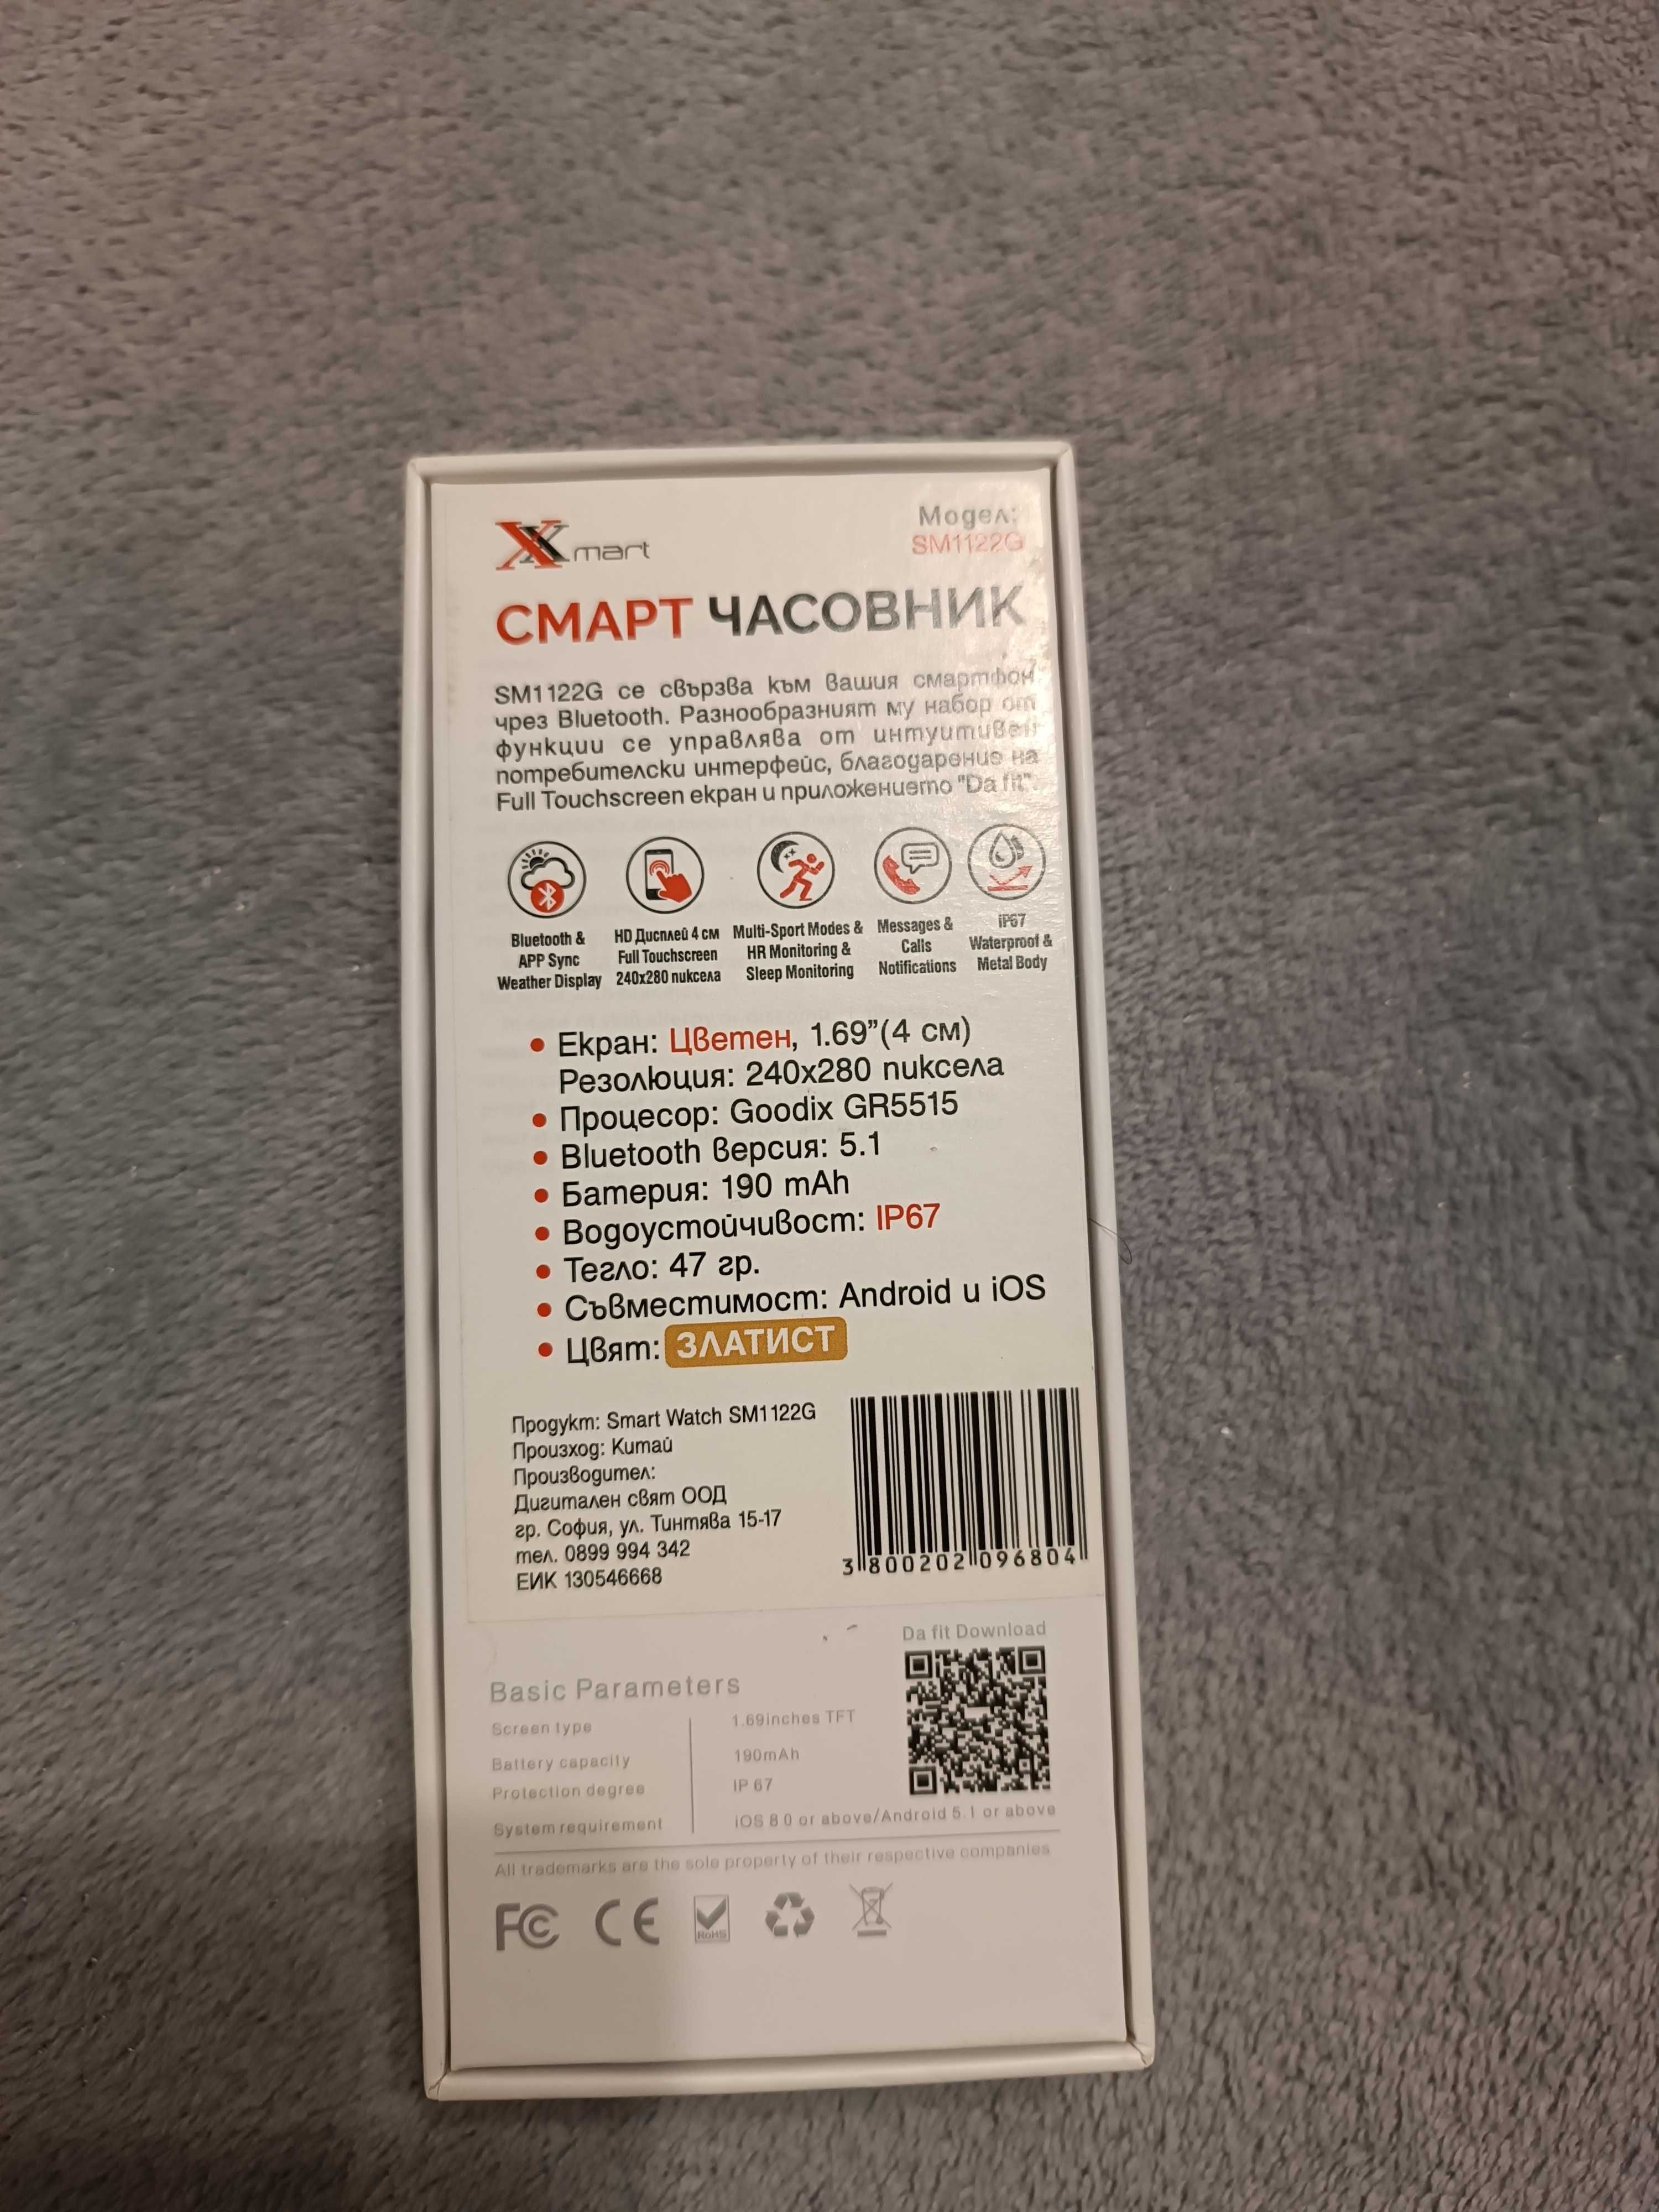 Xmart
Модел:
SM1122G
СМАРТ ЧАСОВНИК
SM1122G се свързва към вашия смартфон
чрез Bluetooth. Разнообразният му набор от
функции се управлява от интуитивен
потребителски интерфейс, благодарение на
Full Touchscreen екран и приложението "Da fit".
Bluetooth &
APP Sync
Weather Display
HD Дисплей 4 см
Full Touchscreen
240x280 пиксела
Multi-Sport Modes &
HR Monitoring &
Sleep Monitoring
Messages &
Calls
Notifications
iP67
Waterproof &
Metal Body
• Екран: Цветен, 1.69”(4 см)
Резолюция: 240x280 пиксела
• Процесор: Goodix GR5515
• Bluetooth версия: 5.1
• Батерия: 190 mAh
• Водоустойчивост: IP67
• Тегло: 47 гр.
• Съвместимост: Android и iOS
• Цвят: ЗЛАТИСТ
Продукт: Smart Watch SM1122G
Произход: Китай
Производител:
Дигитален свят ООД
гр. София, ул. Тинтява 15-17
тел. 0899 994 342
ЕИК 130546668
3 800202 096804
Da fit Download
Basic Parameters
Screen type 1.69inches TFT
Battery capacity 190mAh
Protection degree IP 67
System requirement iOS 8.0 or above/Android 5.1 or above
All trademarks are the sole property of their respective companies
FC CE RoHS